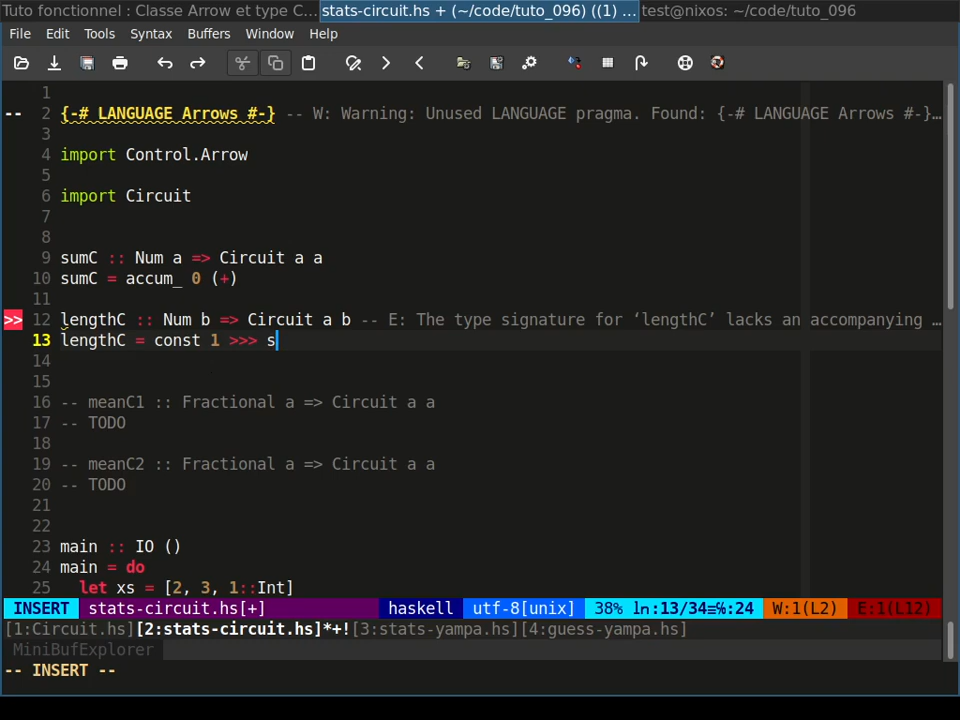 Tuto fonctionnel : Classe Arrow et type C... stats-circuit.hs + (~/code/tuto_096) ((1) ... test@nixos: ~/code/tuto_096
File Edit Tools Syntax Buffers Window Help
1
-- 2 {-# LANGUAGE Arrows #-} -- W: Warning: Unused LANGUAGE pragma. Found: {-# LANGUAGE Arrows #-}…
3
4 import Control.Arrow
5
6 import Circuit
7
8
9 sumC :: Num a => Circuit a a
10 sumC = accum_ 0 (+)
11
>> 12 lengthC :: Num b => Circuit a b -- E: The type signature for ‘lengthC’ lacks an accompanying …
13 lengthC = const 1 >>> s
14
15
16 -- meanC1 :: Fractional a => Circuit a a
17 -- TODO
18
19 -- meanC2 :: Fractional a => Circuit a a
20 -- TODO
21
22
23 main :: IO ()
24 main = do
25 let xs = [2, 3, 1::Int]
INSERT stats-circuit.hs[+] haskell utf-8[unix] 38% ln:13/34≡℅:24 W:1(L2) E:1(L12)
[1:Circuit.hs][2:stats-circuit.hs]*+![3:stats-yampa.hs][4:guess-yampa.hs]
MiniBufExplorer
-- INSERT --